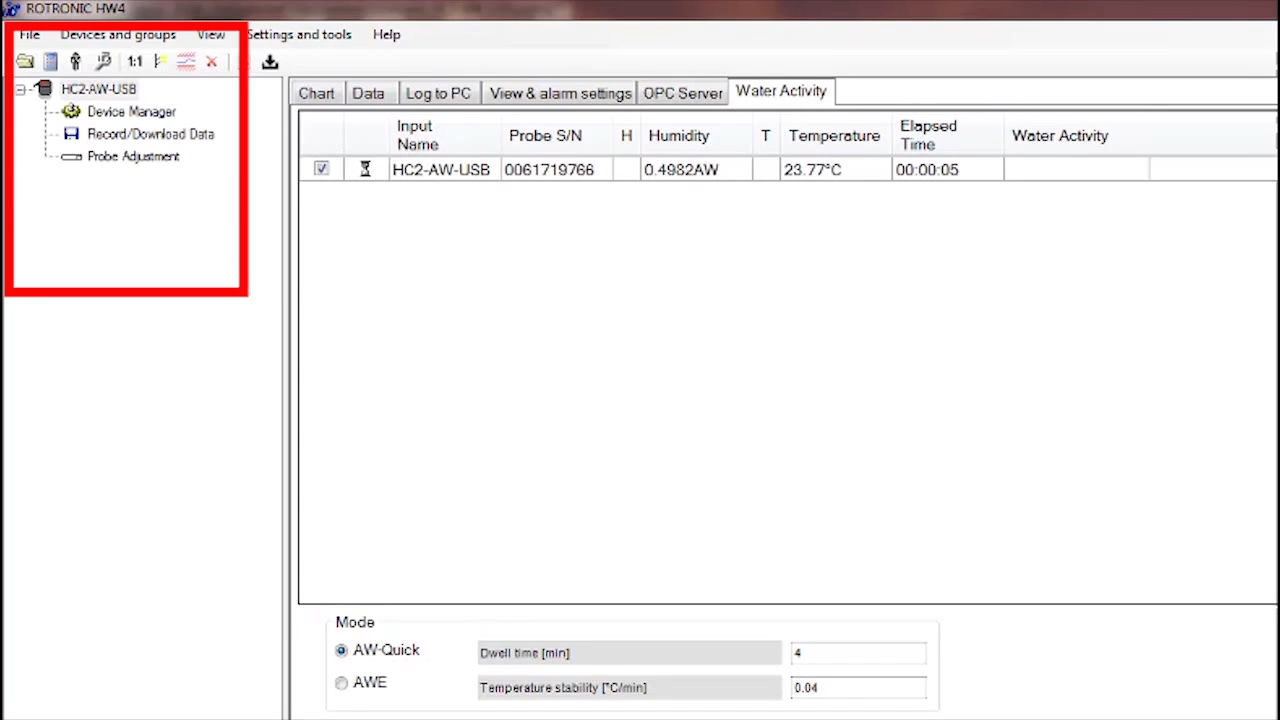 ROTRONIC HW4
File Devices and groups View Settings and tools Help
1:1
HC2-AW-USB
Device Manager
Record/Download Data
Probe Adjustment
Chart Data Log to PC View & alarm settings OPC Server Water Activity
Input Name Probe S/N H Humidity T Temperature Elapsed Time Water Activity
HC2-AW-USB 0061719766 0.4982AW 23.77°C 00:00:05
Mode
AW-Quick Dwell time [min] 4
AWE Temperature stability [°C/min] 0.04